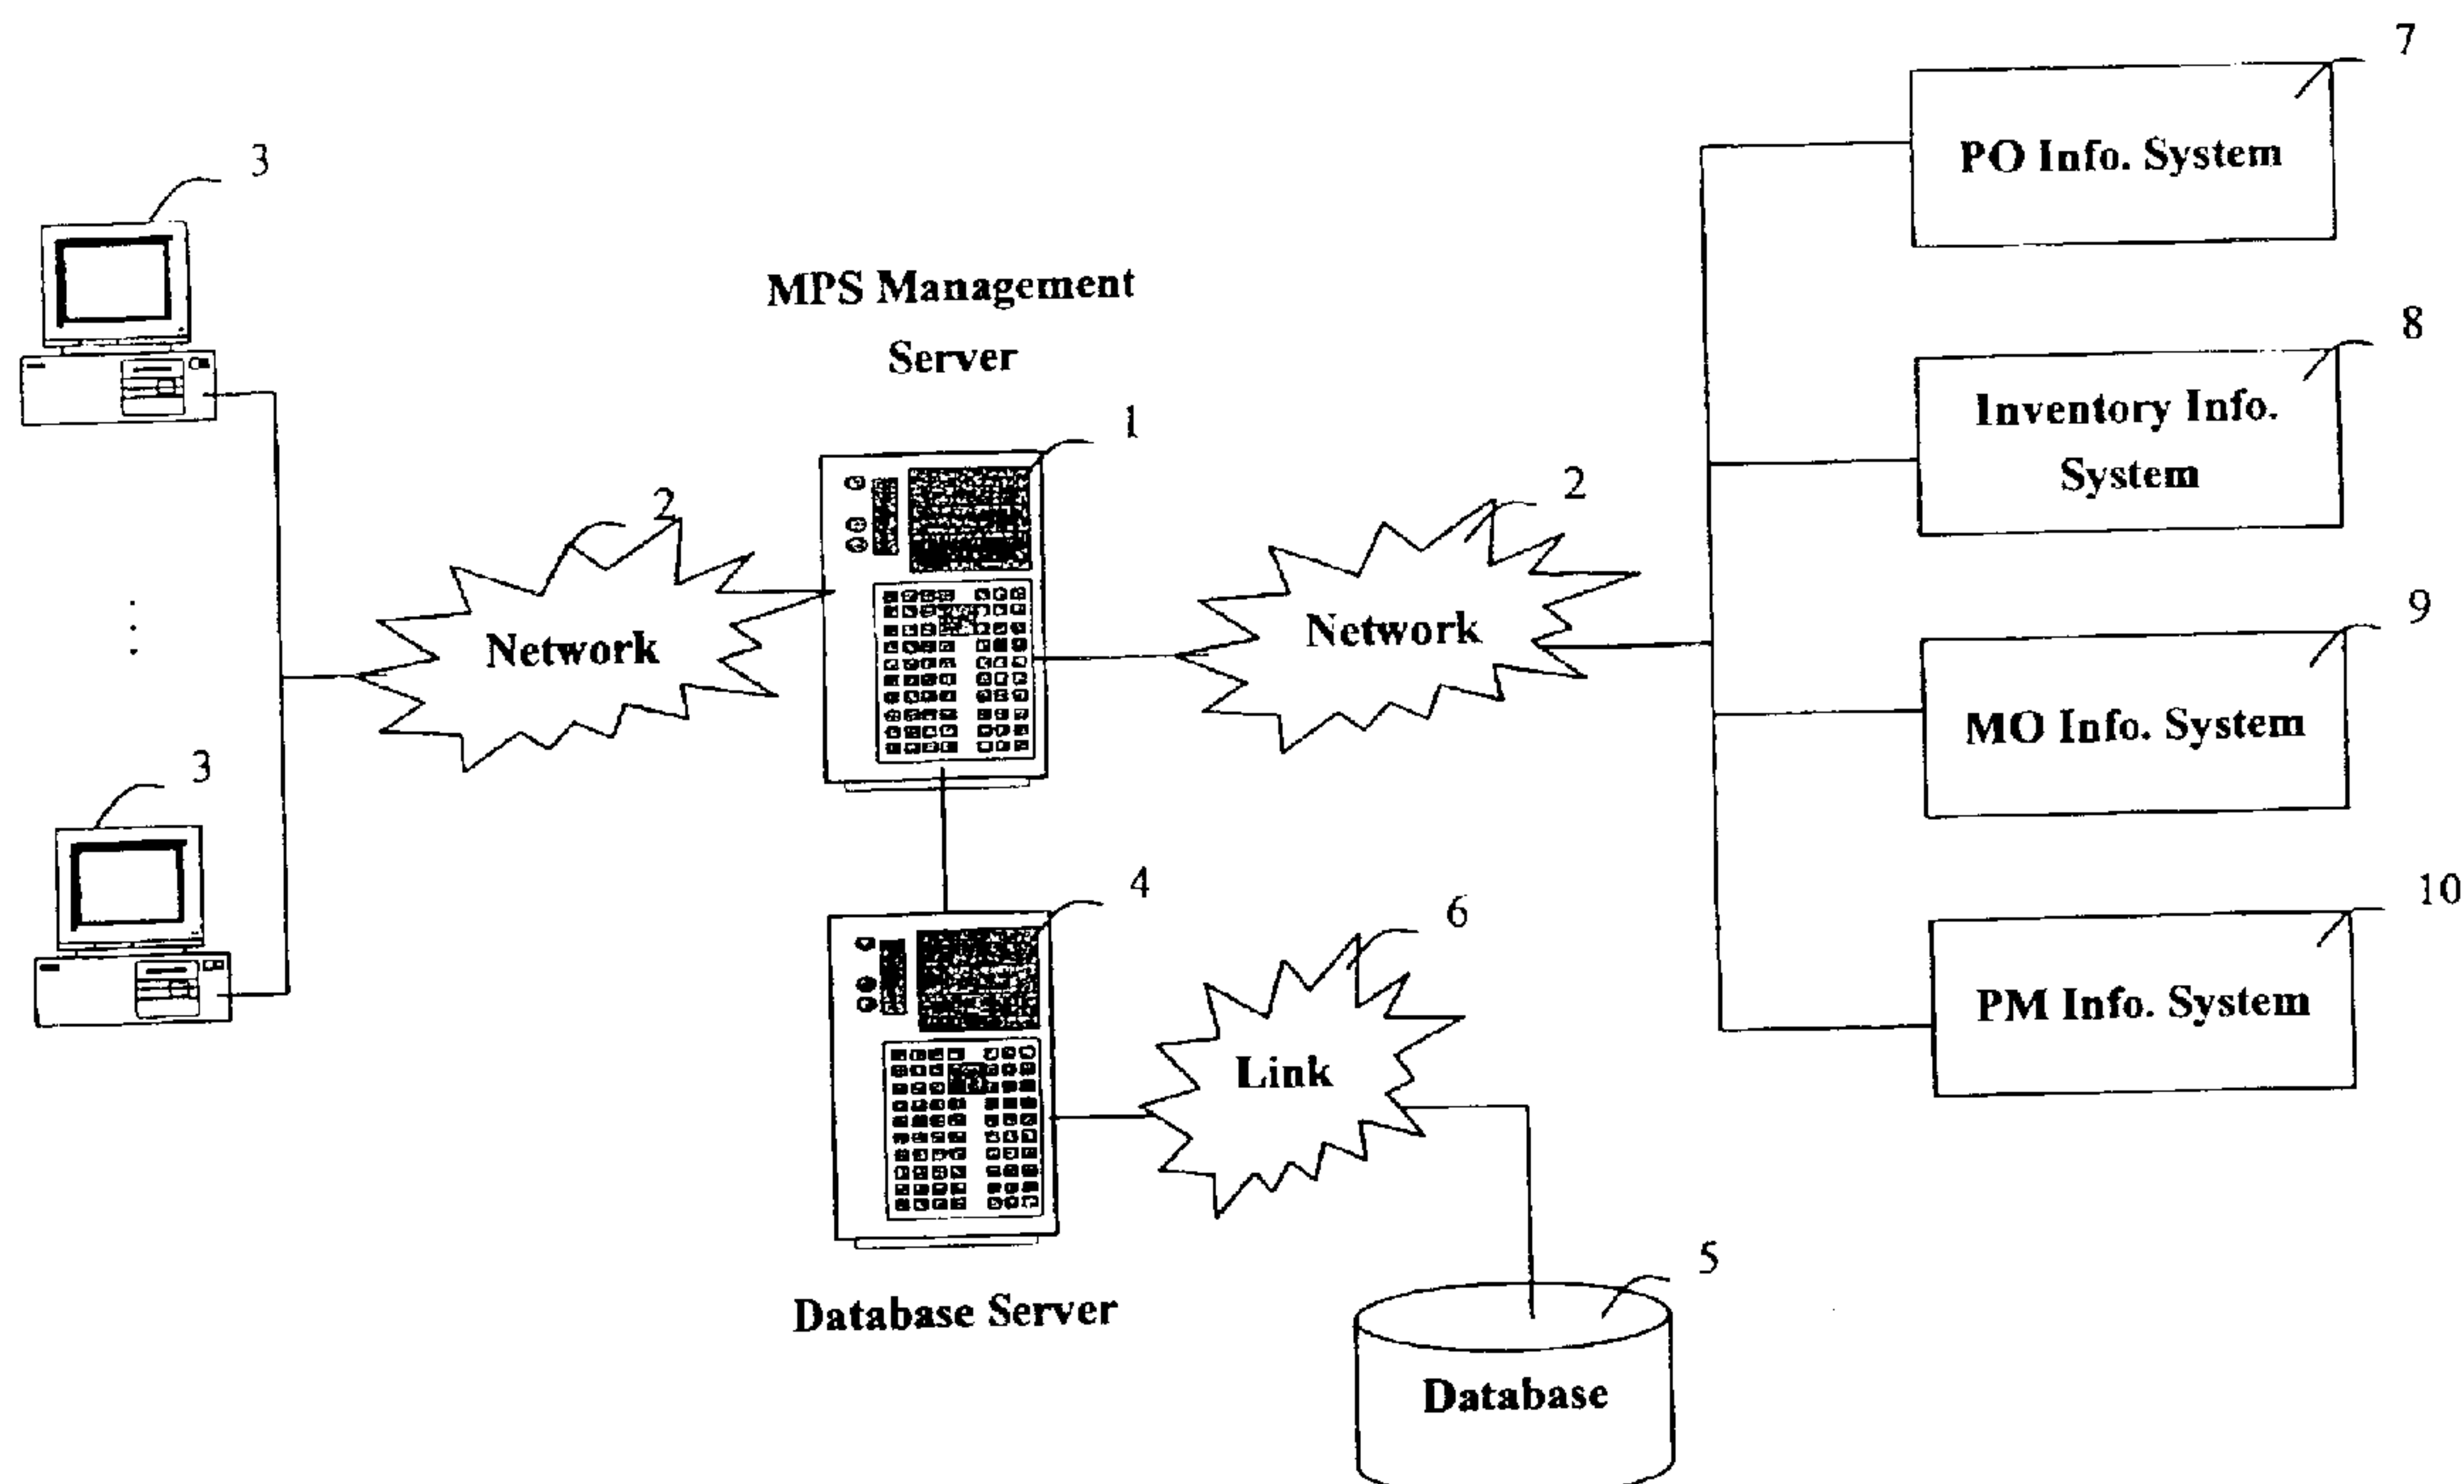 7
PO Info. System
3
MPS Management
Server
8
Inventory Info.
System
1
2
2
Network
Network
9
MO Info. System
3
4
6
10
PM Info. System
Link
5
Database Server
Database